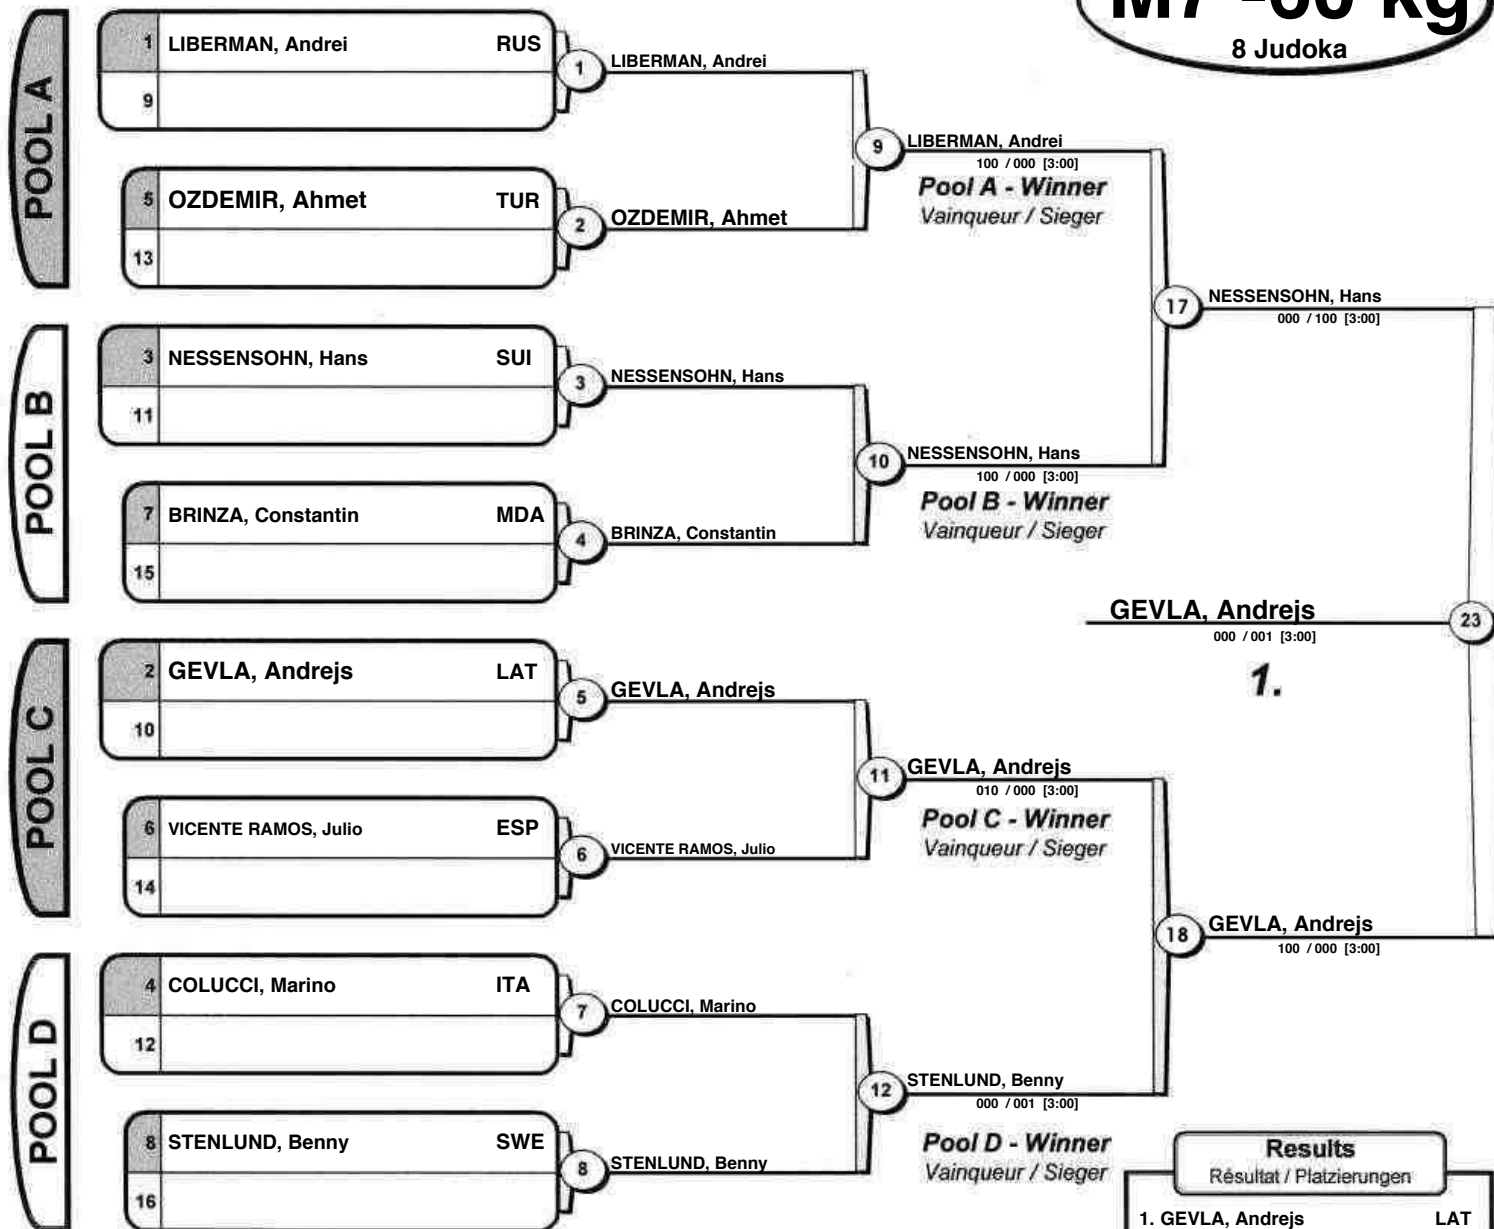 M7 -60 kg
8 Judoka
POOL A
1 LIBERMAN, Andrei RUS
9
5 OZDEMIR, Ahmet TUR
13
1 LIBERMAN, Andrei
2 OZDEMIR, Ahmet
9 LIBERMAN, Andrei
100 / 000 [3:00]
Pool A - Winner
Vainqueur / Sieger
POOL B
3 NESSENSOHN, Hans SUI
11
7 BRINZA, Constantin MDA
15
3 NESSENSOHN, Hans
4 BRINZA, Constantin
10 NESSENSOHN, Hans
100 / 000 [3:00]
Pool B - Winner
Vainqueur / Sieger
17 NESSENSOHN, Hans
000 / 100 [3:00]
GEVLA, Andrejs 23
000 / 001 [3:00]
1.
POOL C
2 GEVLA, Andrejs LAT
10
6 VICENTE RAMOS, Julio ESP
14
5 GEVLA, Andrejs
6 VICENTE RAMOS, Julio
11 GEVLA, Andrejs
010 / 000 [3:00]
Pool C - Winner
Vainqueur / Sieger
18 GEVLA, Andrejs
100 / 000 [3:00]
POOL D
4 COLUCCI, Marino ITA
12
8 STENLUND, Benny SWE
16
7 COLUCCI, Marino
8 STENLUND, Benny
12 STENLUND, Benny
000 / 001 [3:00]
Pool D - Winner
Vainqueur / Sieger
Results
Résultat / Platzierungen
1. GEVLA, Andrejs LAT